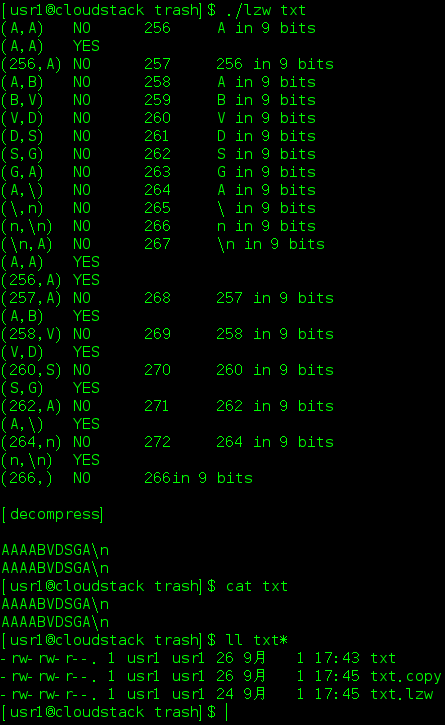 [usr1@cloudstack trash]$ ./lzw txt
(A,A) NO 256 A in 9 bits
(A,A) YES
(256,A) NO 257 256 in 9 bits
(A,B) NO 258 A in 9 bits
(B,V) NO 259 B in 9 bits
(V,D) NO 260 V in 9 bits
(D,S) NO 261 D in 9 bits
(S,G) NO 262 S in 9 bits
(G,A) NO 263 G in 9 bits
(A,\) NO 264 A in 9 bits
(\,n) NO 265 \ in 9 bits
(n,\n) NO 266 n in 9 bits
(\n,A) NO 267 \n in 9 bits
(A,A) YES
(256,A) YES
(257,A) NO 268 257 in 9 bits
(A,B) YES
(258,V) NO 269 258 in 9 bits
(V,D) YES
(260,S) NO 270 260 in 9 bits
(S,G) YES
(262,A) NO 271 262 in 9 bits
(A,\) YES
(264,n) NO 272 264 in 9 bits
(n,\n) YES
(266,) NO 266in 9 bits
[decompress]
AAAABVDSGA\n
AAAABVDSGA\n
[usr1@cloudstack trash]$ cat txt
AAAABVDSGA\n
AAAABVDSGA\n
[usr1@cloudstack trash]$ ll txt*
-rw-rw-r--. 1 usr1 usr1 26 9月 1 17:43 txt
-rw-rw-r--. 1 usr1 usr1 26 9月 1 17:45 txt.copy
-rw-rw-r--. 1 usr1 usr1 24 9月 1 17:45 txt.lzw
[usr1@cloudstack trash]$